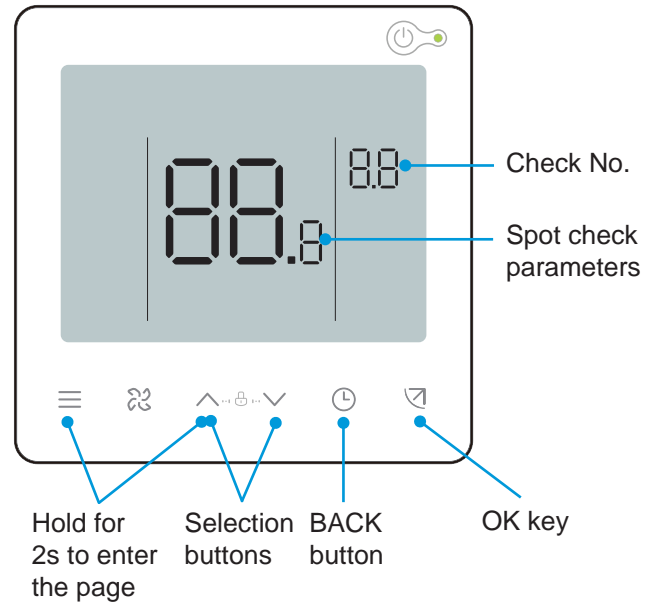 8.8
88.8
Check No.
Spot check
parameters
Hold for
2s to enter
the page
Selection
buttons
BACK
button
OK key